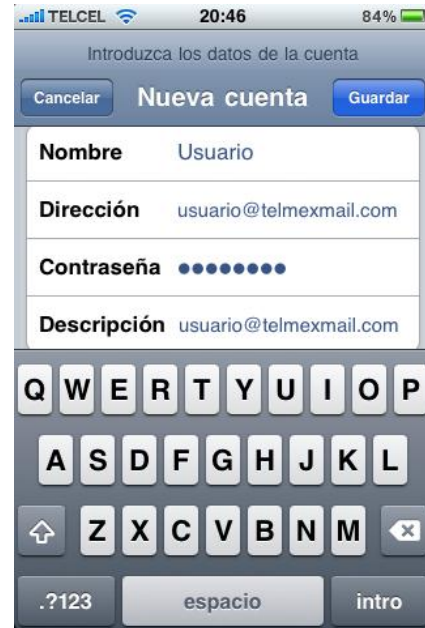 TELCEL 20:46 84%
Introduzca los datos de la cuenta
Cancelar Nueva cuenta Guardar
Nombre Usuario
Dirección usuario@telmexmail.com
Contraseña ●●●●●●●●
Descripción usuario@telmexmail.com
Q W E R T Y U I O P
A S D F G H J K L
Z X C V B N M
.?123 espacio intro